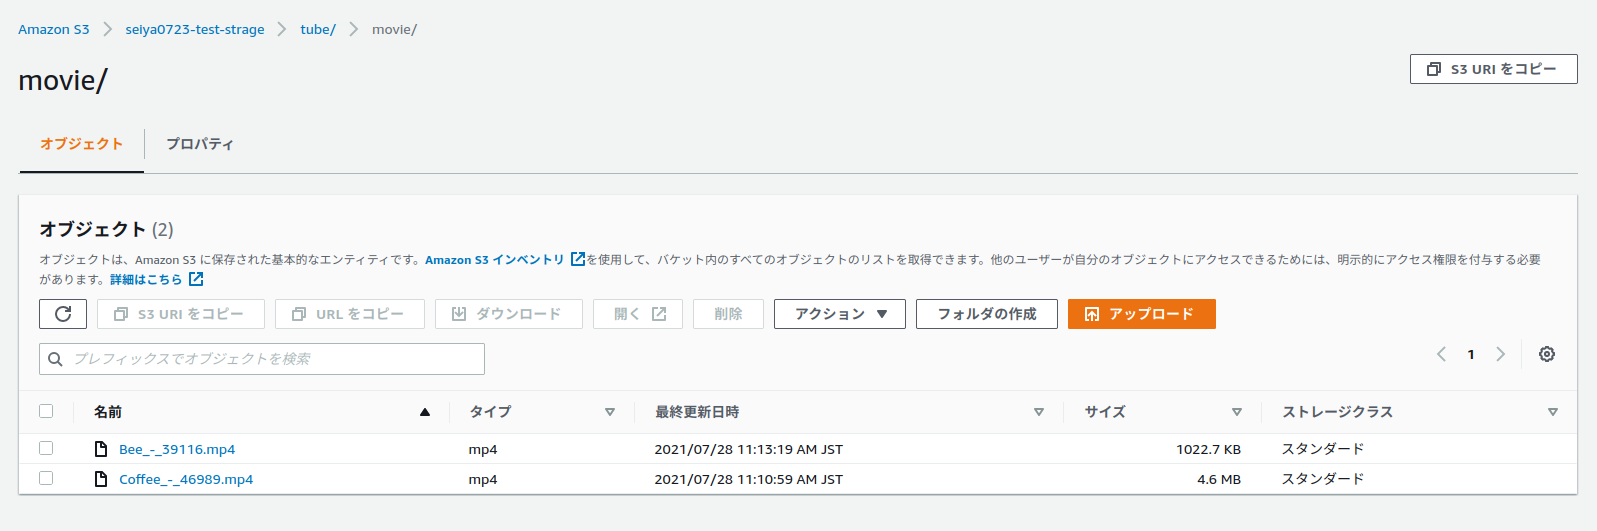 Amazon S3 > seiya0723-test-strage > tube/ > movie/
movie/
S3 URI をコピー
オブジェクト プロパティ
オブジェクト (2)
オブジェクトは、Amazon S3 に保存された基本的なエンティティです。Amazon S3 インベントリ を使用して、バケット内のすべてのオブジェクトのリストを取得できます。他のユーザーが自分のオブジェクトにアクセスできるためには、明示的にアクセス権限を付与する必要
があります。詳細はこちら
S3 URI をコピー URL をコピー ダウンロード 開く 削除 アクション フォルダの作成 アップロード
プレフィックスでオブジェクトを検索 1
名前 タイプ 最終更新日時 サイズ ストレージクラス
Bee_-_39116.mp4 mp4 2021/07/28 11:13:19 AM JST 1022.7 KB スタンダード
Coffee_-_46989.mp4 mp4 2021/07/28 11:10:59 AM JST 4.6 MB スタンダード